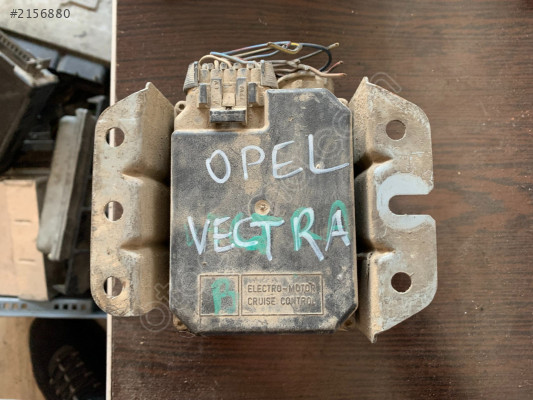 #2156880
OPEL
VECTRA
B
ELECTRO-MOTOR
CRUISE CONTROL